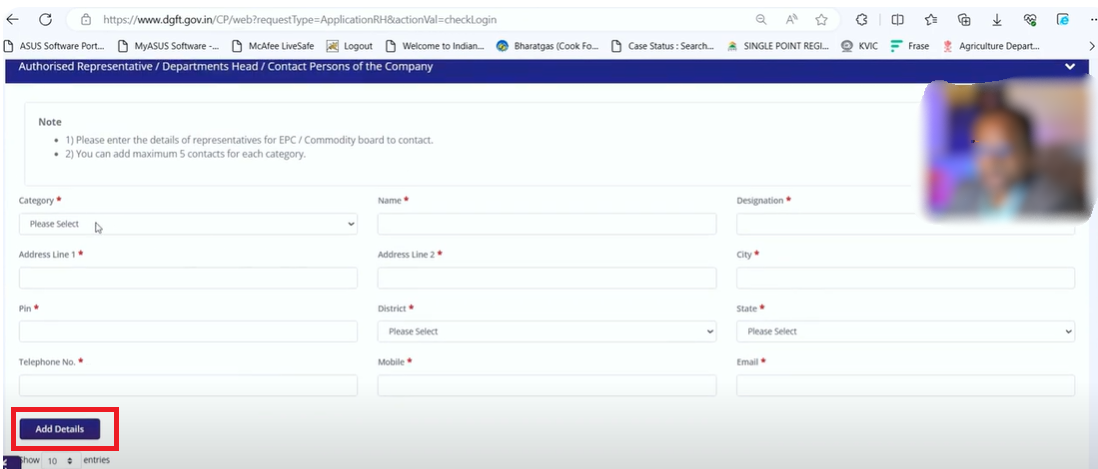 https://www.dgft.gov.in/CP/web?requestType=ApplicationRH&actionVal=checkLogin
ASUS Software Port... MyASUS Software -... McAfee LiveSafe Logout Welcome to Indian... Bharatgas (Cook Fo... Case Status : Search... SINGLE POINT REGI... KVIC Frase Agriculture Depart...
Authorised Representative / Departments Head / Contact Persons of the Company
Note
1) Please enter the details of representatives for EPC / Commodity board to contact.
2) You can add maximum 5 contacts for each category.
Category * Name * Designation *
Please Select
Address Line 1 * Address Line 2 * City *
Pin * District * State *
Please Select Please Select
Telephone No. * Mobile * Email *
Add Details
Show 10 entries